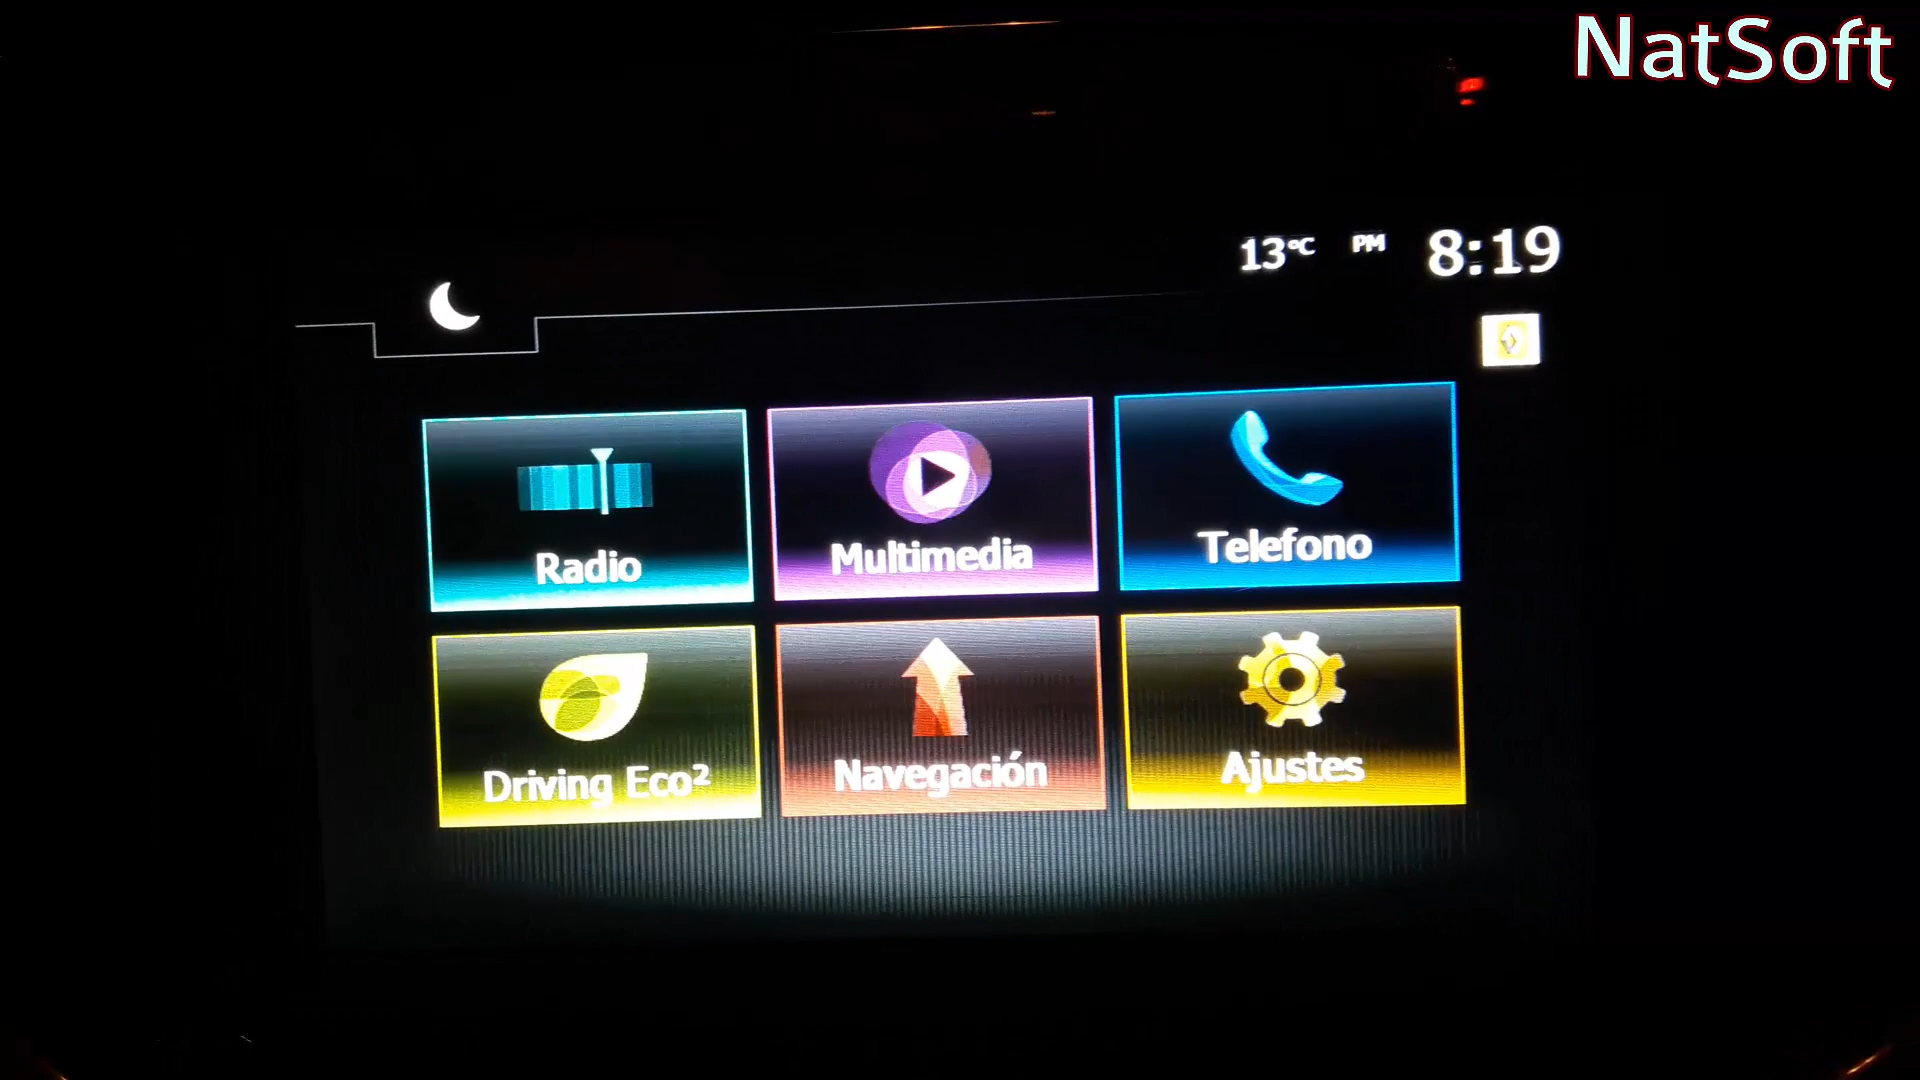 NatSoft
13°C PM 8:19
Radio
Multimedia
Telefono
Driving Eco²
Navegación
Ajustes